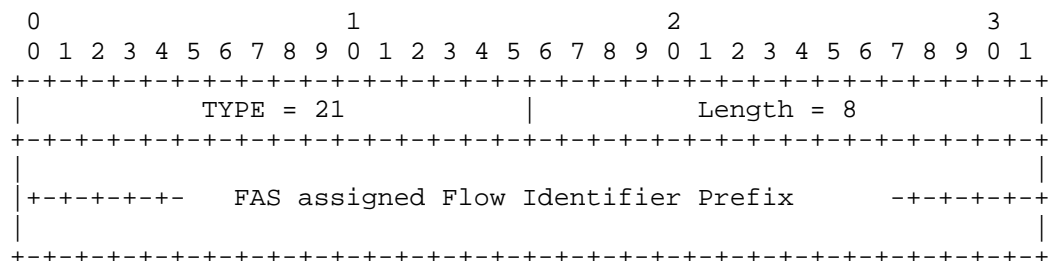 0                   1                   2                   3
 0 1 2 3 4 5 6 7 8 9 0 1 2 3 4 5 6 7 8 9 0 1 2 3 4 5 6 7 8 9 0 1
+-+-+-+-+-+-+-+-+-+-+-+-+-+-+-+-+-+-+-+-+-+-+-+-+-+-+-+-+-+-+-+-+
|           TYPE = 21           |          Length = 8           |
+-+-+-+-+-+-+-+-+-+-+-+-+-+-+-+-+-+-+-+-+-+-+-+-+-+-+-+-+-+-+-+-+
|                                                               |
|+-+-+-+-+-   FAS assigned Flow Identifier Prefix      -+-+-+-+-+
|                                                               |
+-+-+-+-+-+-+-+-+-+-+-+-+-+-+-+-+-+-+-+-+-+-+-+-+-+-+-+-+-+-+-+-+